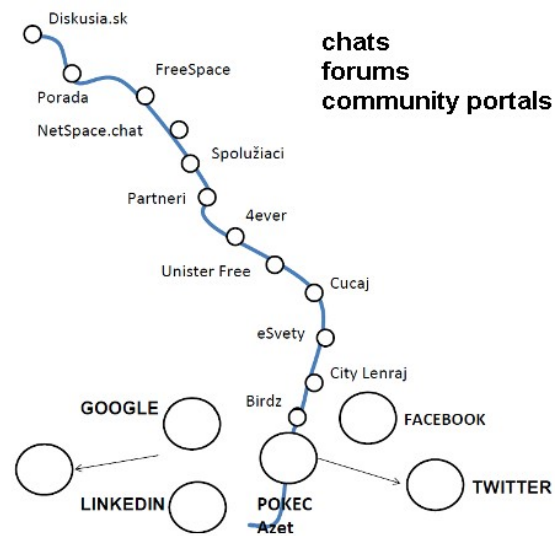 Diskusia.sk
chats
forums
community portals
FreeSpace
Porada
NetSpace.chat
Spolužiaci
Partneri
4ever
Unister Free
Cucaj
eSvety
City Lenraj
Birdz
GOOGLE
FACEBOOK
LINKEDIN
POKEC
Azet
TWITTER